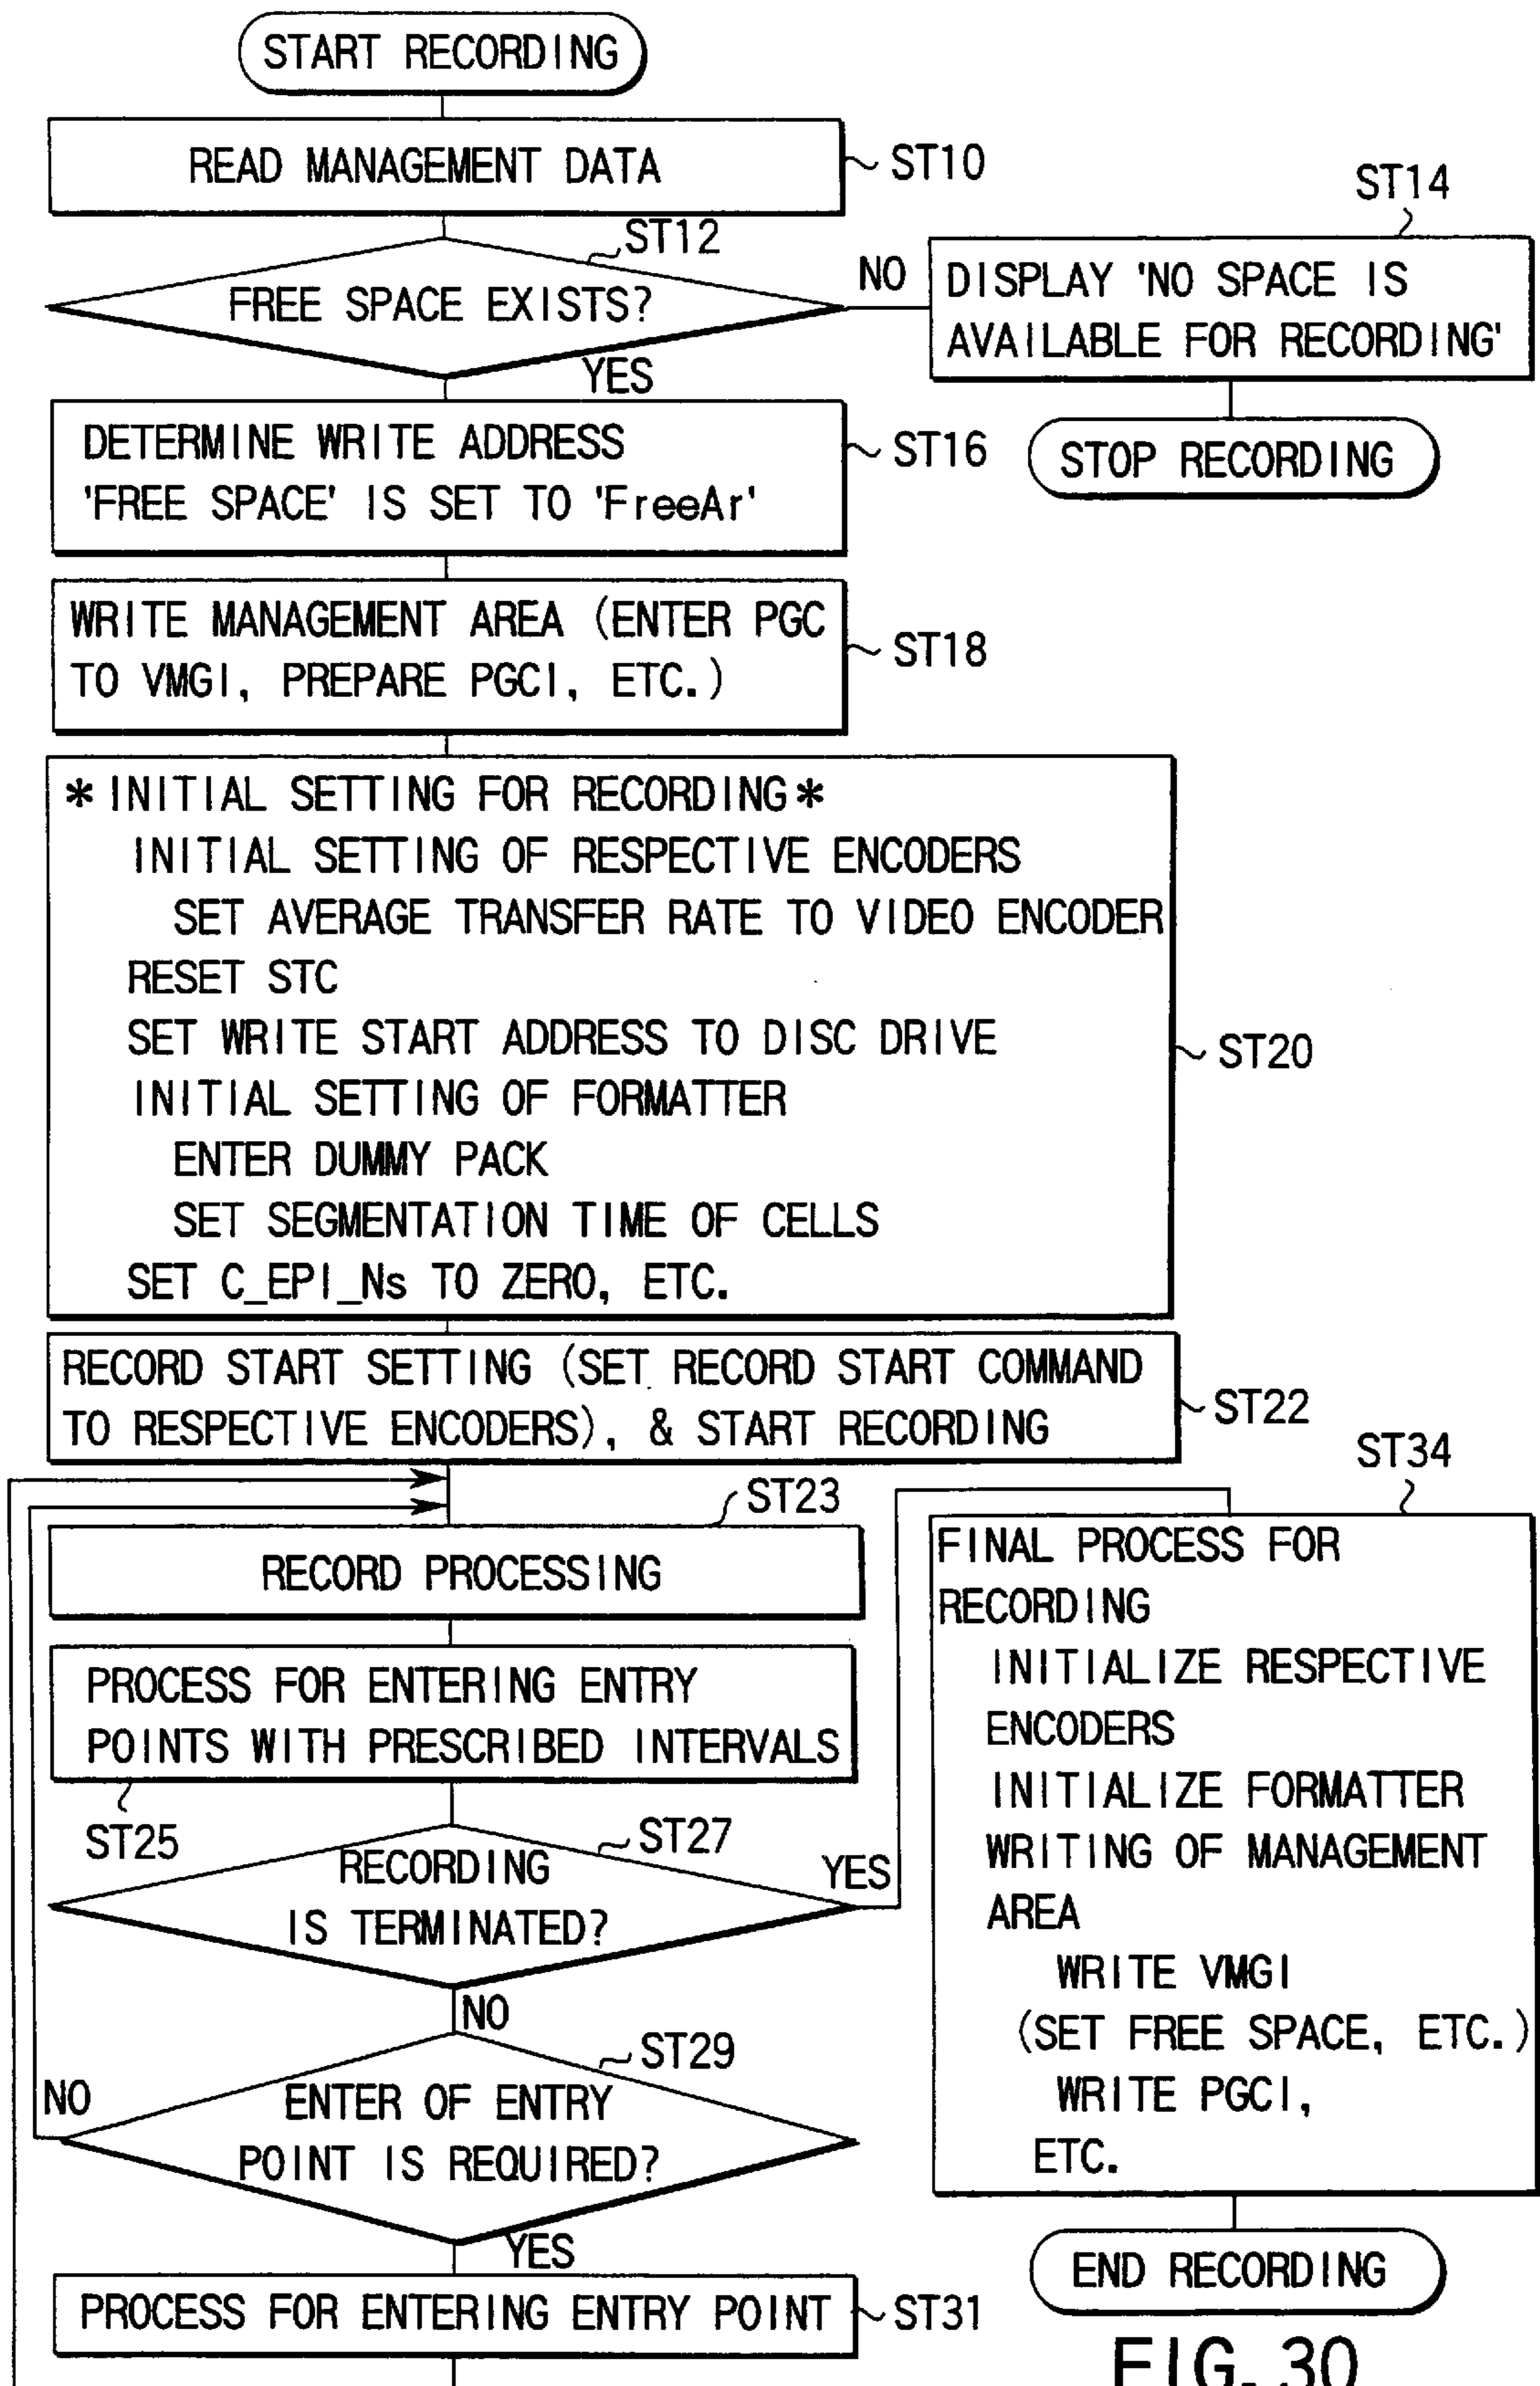 START RECORDING
READ MANAGEMENT DATA
ST10
ST12
FREE SPACE EXISTS?
NO
YES
ST14
DISPLAY 'NO SPACE IS
AVAILABLE FOR RECORDING'
STOP RECORDING
DETERMINE WRITE ADDRESS
'FREE SPACE' IS SET TO 'FreeAr'
ST16
WRITE MANAGEMENT AREA (ENTER PGC
TO VMGI, PREPARE PGCI, ETC.)
ST18
* INITIAL SETTING FOR RECORDING *
INITIAL SETTING OF RESPECTIVE ENCODERS
SET AVERAGE TRANSFER RATE TO VIDEO ENCODER
RESET STC
SET WRITE START ADDRESS TO DISC DRIVE
INITIAL SETTING OF FORMATTER
ENTER DUMMY PACK
SET SEGMENTATION TIME OF CELLS
SET C_EPI_Ns TO ZERO, ETC.
ST20
RECORD START SETTING (SET RECORD START COMMAND
TO RESPECTIVE ENCODERS), & START RECORDING
ST22
ST23
RECORD PROCESSING
PROCESS FOR ENTERING ENTRY
POINTS WITH PRESCRIBED INTERVALS
ST25
ST27
RECORDING
IS TERMINATED?
YES
NO
ST29
ENTER OF ENTRY
POINT IS REQUIRED?
NO
YES
PROCESS FOR ENTERING ENTRY POINT
ST31
ST34
FINAL PROCESS FOR
RECORDING
INITIALIZE RESPECTIVE
ENCODERS
INITIALIZE FORMATTER
WRITING OF MANAGEMENT
AREA
WRITE VMGI
(SET FREE SPACE, ETC.)
WRITE PGCI,
ETC.
END RECORDING
FIG. 30